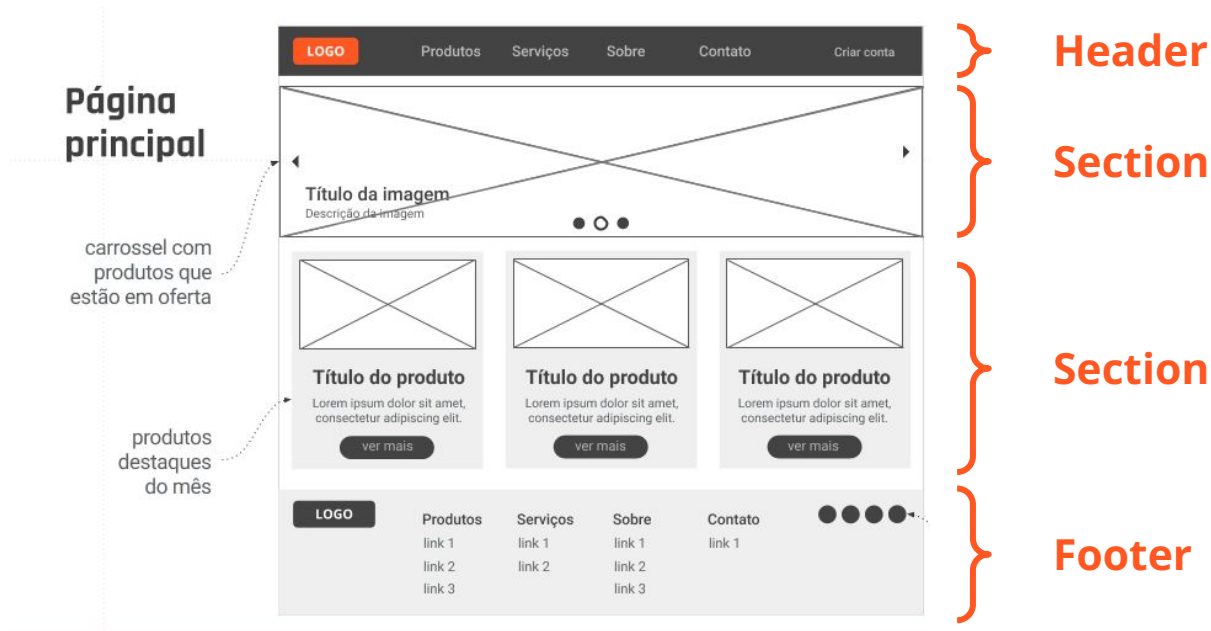 LOGO Produtos Serviços Sobre Contato Criar conta
Header
Página
principal
Section
Título da imagem
Descrição da imagem
carrossel com
produtos que
estão em oferta
Título do produto Título do produto Título do produto
Lorem ipsum dolor sit amet, Lorem ipsum dolor sit amet, Lorem ipsum dolor sit amet,
consectetur adipiscing elit. consectetur adipiscing elit. consectetur adipiscing elit.
ver mais ver mais ver mais
Section
produtos
destaques
do mês
LOGO Produtos Serviços Sobre Contato
link 1 link 1 link 1 link 1
link 2 link 2 link 2
link 3 link 3
Footer